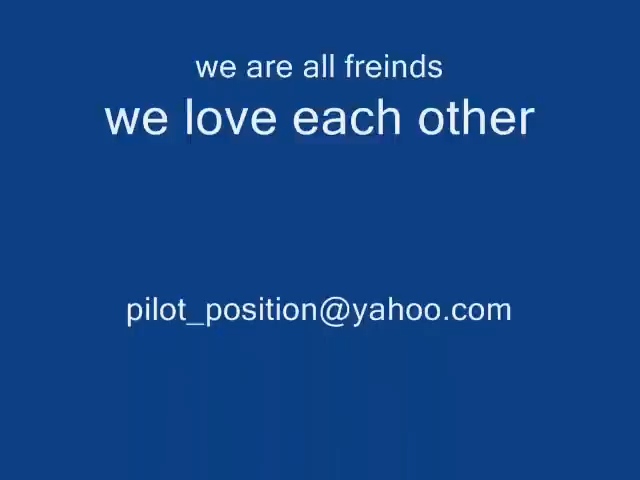 we are all freinds
we love each other
pilot_position@yahoo.com